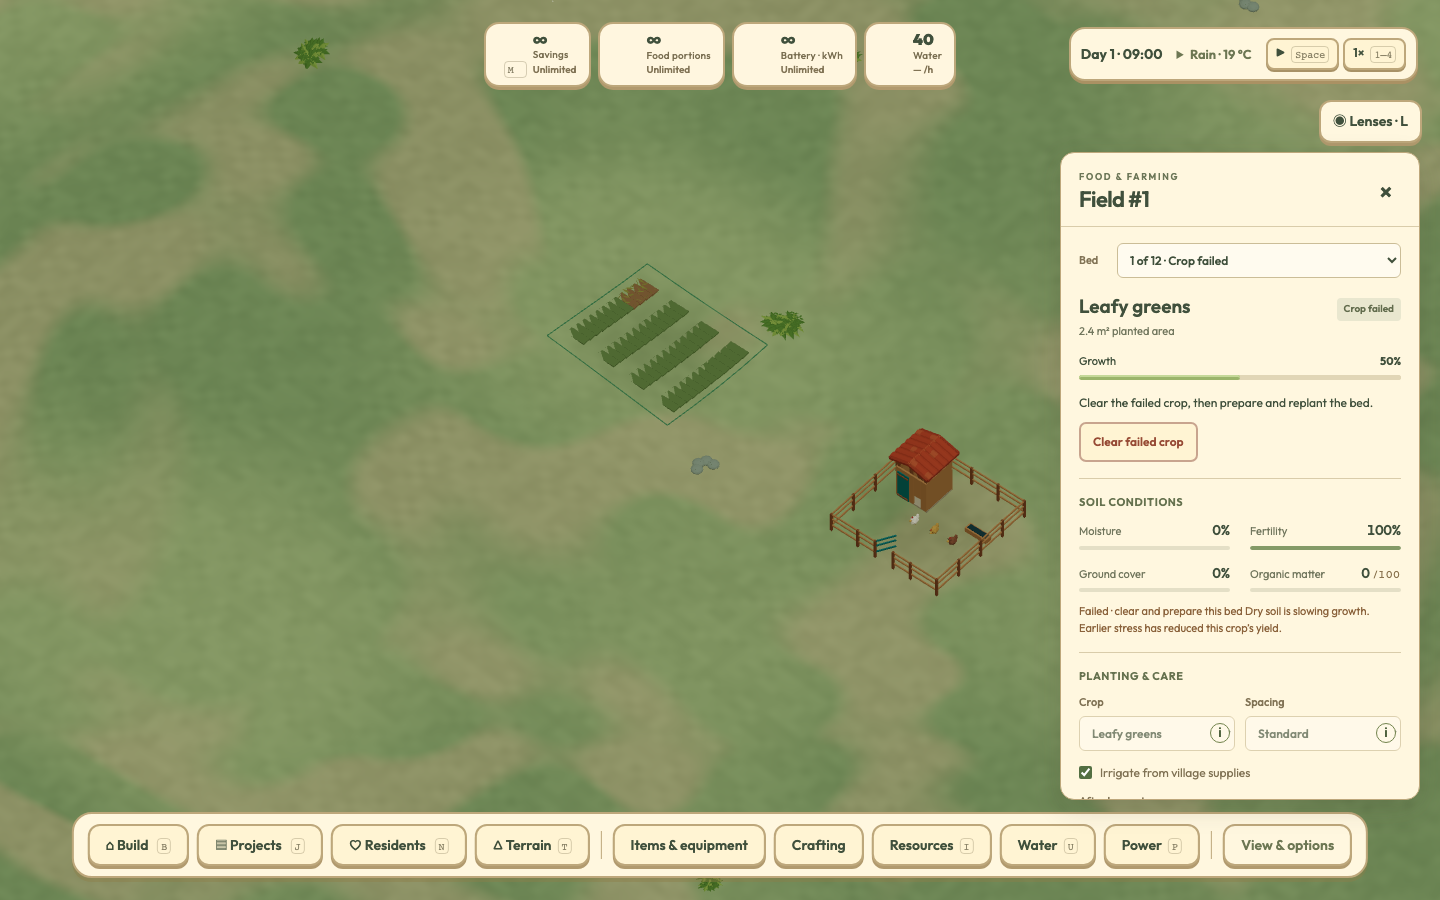 ∞
Savings
M Unlimited
∞
Food portions
Unlimited
∞
Battery · kWh
Unlimited
40
Water
— /h
Day 1 · 09:00 Rain · 19 °C Space 1× 1–4
Lenses · L
FOOD & FARMING
Field #1
Bed 1 of 12 · Crop failed
Leafy greens Crop failed
2.4 m² planted area
Growth 50%
Clear the failed crop, then prepare and replant the bed.
Clear failed crop
SOIL CONDITIONS
Moisture 0% Fertility 100%
Ground cover 0% Organic matter 0 /100
Failed · clear and prepare this bed Dry soil is slowing growth.
Earlier stress has reduced this crop's yield.
PLANTING & CARE
Crop Spacing
Leafy greens i Standard i
Irrigate from village supplies
Build B Projects J Residents N Terrain T Items & equipment Crafting Resources I Water U Power P View & options